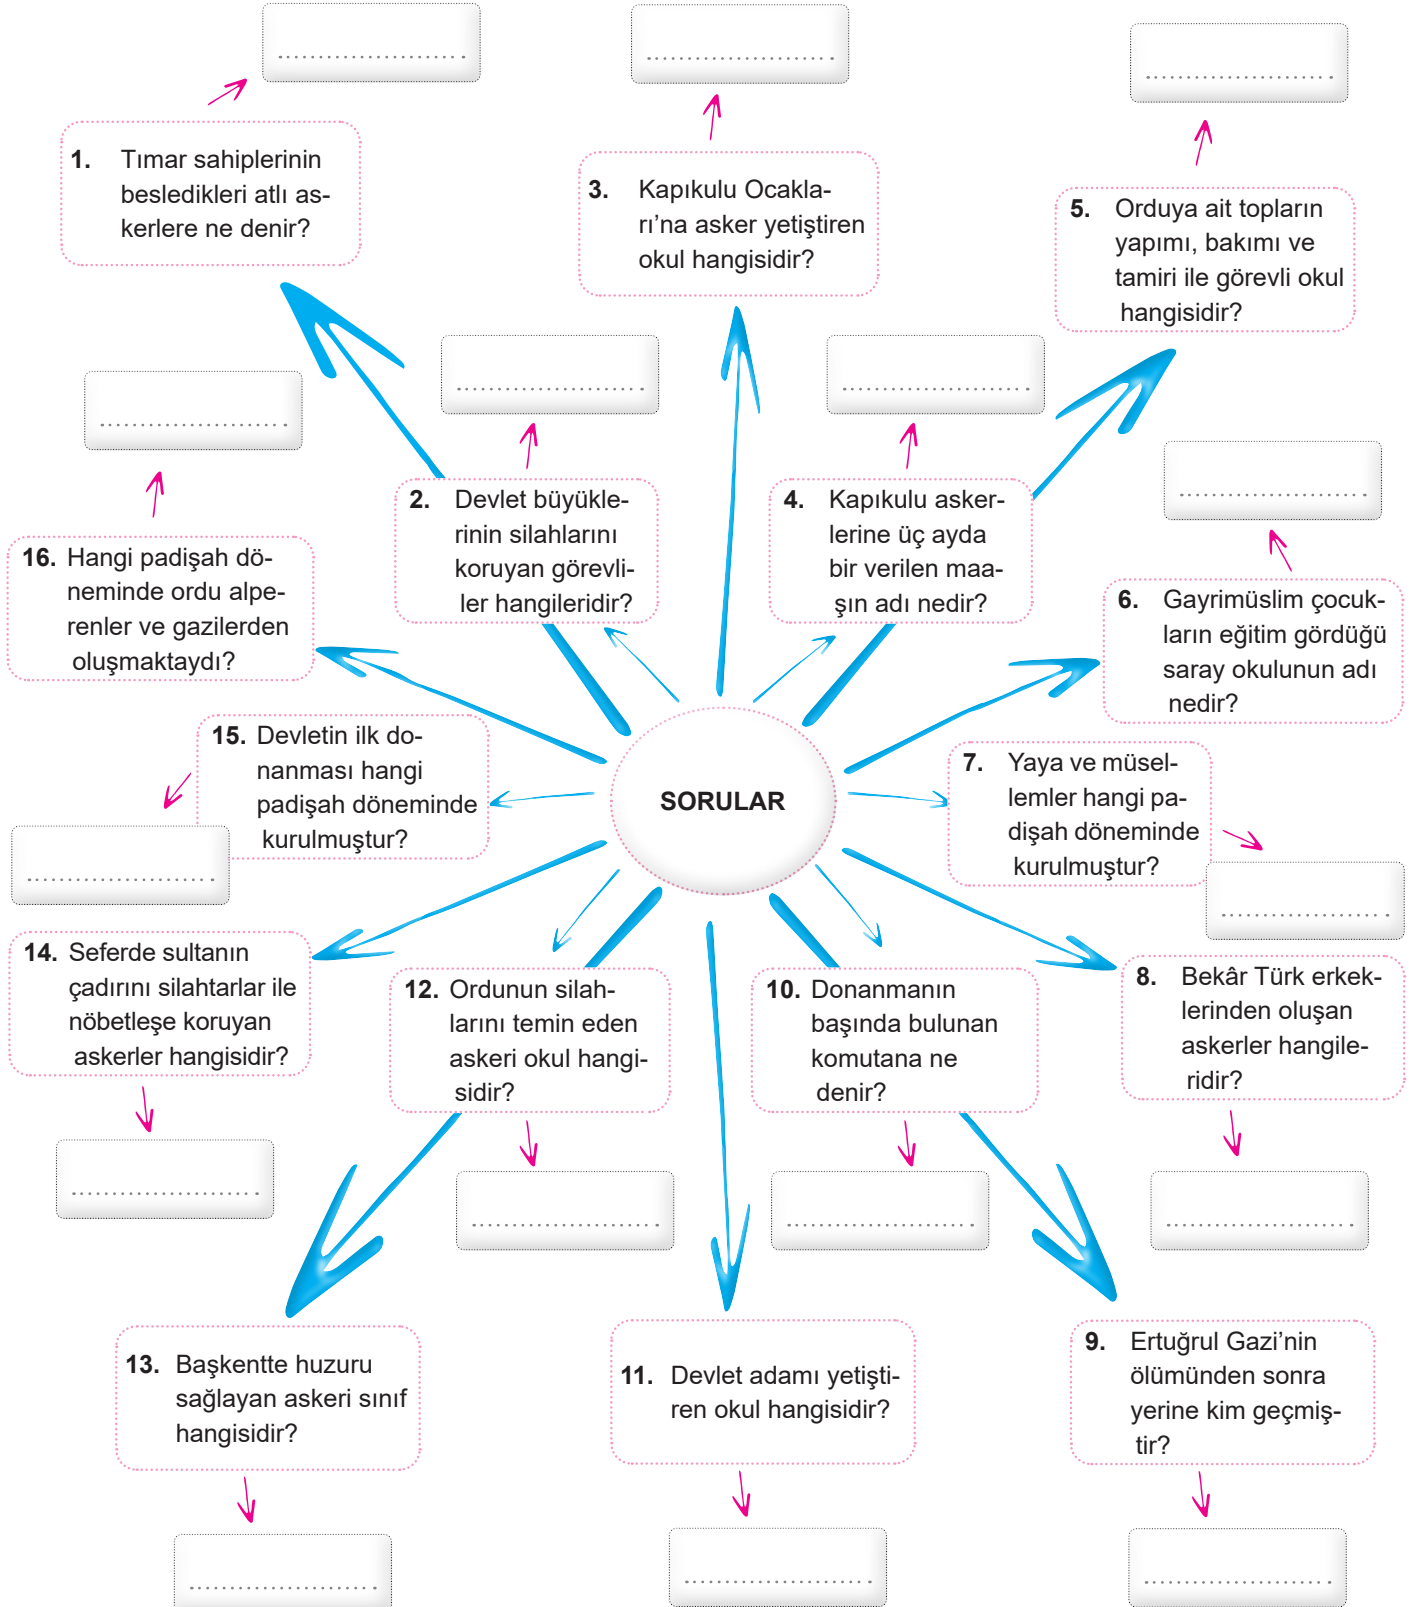 1. Tımar sahiplerinin
besledikleri atlı as-
kerlere ne denir?
2. Devlet büyükle-
rinin silahlarını
koruyan görevli-
ler hangileridir?
3. Kapıkulu Ocakla-
rı’na asker yetiştiren
okul hangisidir?
4. Kapıkulu asker-
lerine üç ayda
bir verilen maa-
şın adı nedir?
5. Orduya ait topların
yapımı, bakımı ve
tamiri ile görevli okul
hangisidir?
6. Gayrimüslim çocuk-
ların eğitim gördüğü
saray okulunun adı
nedir?
7. Yaya ve müsel-
lemler hangi pa-
dişah döneminde
kurulmuştur?
8. Bekâr Türk erkek-
lerinden oluşan
askerler hangile-
ridir?
9. Ertuğrul Gazi’nin
ölümünden sonra
yerine kim geçmiş-
tir?
10. Donanmanın
başında bulunan
komutana ne
denir?
11. Devlet adamı yetişti-
ren okul hangisidir?
12. Ordunun silah-
larını temin eden
askeri okul hangi-
sidir?
13. Başkentte huzuru
sağlayan askeri sınıf
hangisidir?
14. Seferde sultanın
çadırını silahtarlar ile
nöbetleşe koruyan
askerler hangisidir?
15. Devletin ilk do-
nanması hangi
padişah döneminde
kurulmuştur?
16. Hangi padişah dö-
neminde ordu alpe-
renler ve gazilerden
oluşmaktaydı?
SORULAR